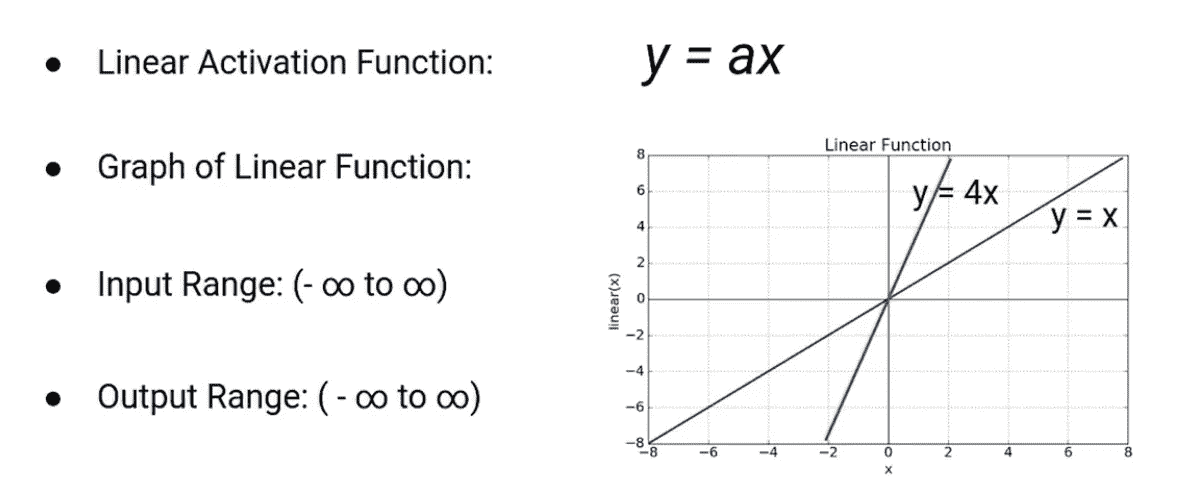 ● Linear Activation Function:
y = ax
● Graph of Linear Function:
● Input Range: (- ∞ to ∞)
● Output Range: ( - ∞ to ∞)
Linear Function
8
6
4
2
0
−2
−4
−6
−8
linear(x)
y = 4x
y = x
−8 −6 −4 −2 0 2 4 6 8
x